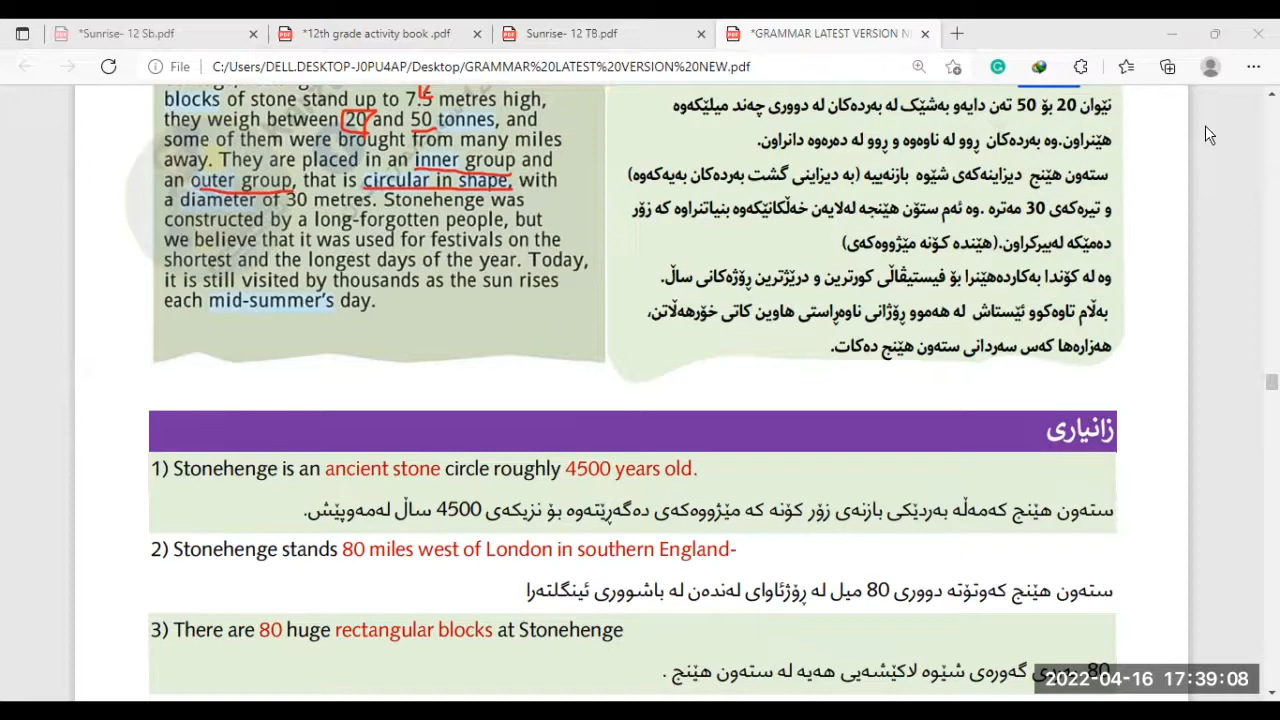 *Sunrise- 12 Sb.pdf
*12th grade activity book .pdf
Sunrise- 12 TB.pdf
*GRAMMAR LATEST VERSION N
File
C:/Users/DELL.DESKTOP-J0PU4AP/Desktop/GRAMMAR%20LATEST%20VERSION%20NEW.pdf
blocks of stone stand up to 7.5 metres high,
they weigh between 20 and 50 tonnes, and
some of them were brought from many miles
away. They are placed in an inner group and
an outer group, that is circular in shape, with
a diameter of 30 metres. Stonehenge was
constructed by a long-forgotten people, but
we believe that it was used for festivals on the
shortest and the longest days of the year. Today,
it is still visited by thousands as the sun rises
each mid-summer's day.
نێوان 20 بۆ 50 تەن دایەو بەشێک لە بەردەکان لە دووری چەند میلێکەوە
هێنراون.وە بەردەکان ڕوو لە ناوەوە و ڕوو لە دەرەوە دانراون.
ستەون هێنج دیزاینەکەی شێوە بازنەییە (بە دیزاینی گشت بەردەکان بەیەکەوە)
و تیرەکەی 30 مەترە .وە ئەم ستۆن هێنجە لەلایەن خەڵکانێکەوە بنیاتنراوە کە زۆر
دەمێکە لەبیرکراون.(هێندە کۆنە مێژووەکەی)
وە لە کۆندا بەکاردەهێنرا بۆ فیستیڤاڵی کورترین و درێژترین ڕۆژەکانی ساڵ.
بەڵام تاوەکوو ئێستاش لە هەموو ڕۆژانی ناوەڕاستی هاوین کاتی خۆرهەڵاتن،
هەزارەها کەس سەردانی ستەون هێنج دەکات.
زانیاری
1) Stonehenge is an ancient stone circle roughly 4500 years old.
ستەون هێنج کەمەڵە بەردێکی بازنەی زۆر کۆنە کە مێژووەکەی دەگەڕێتەوە بۆ نزیکەی 4500 ساڵ لەمەوپێش.
2) Stonehenge stands 80 miles west of London in southern England-
ستەون هێنج کەوتۆتە دووری 80 میل لە ڕۆژئاوای لەندەن لە باشووری ئینگلتەرا
3) There are 80 huge rectangular blocks at Stonehenge
80 گەورەی شێوە لاکێشەیی هەیە لە ستەون هێنج .
2022-04-16 17:39:08